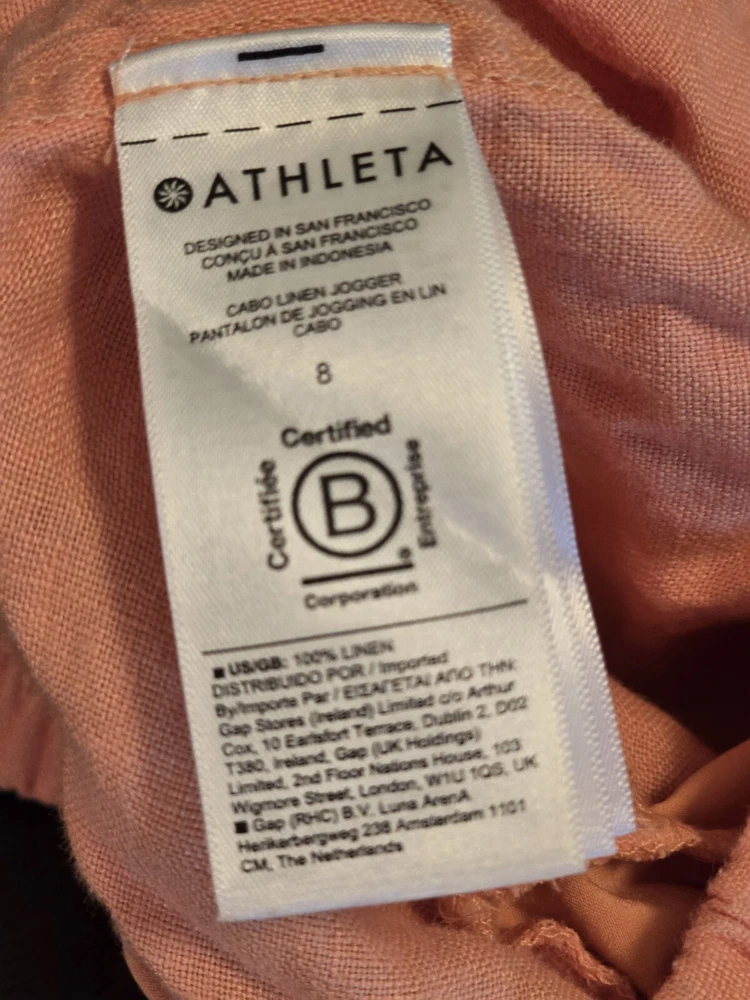 ATHLETA
DESIGNED IN SAN FRANCISCO
CONÇU À SAN FRANCISCO
MADE IN INDONESIA
CABO LINEN JOGGER
PANTALON DE JOGGING EN LIN
CABO
8
Certified
Certifiée
B
Entreprise
Corporation
US/GB: 100% LINEN
DISTRIBUIDO POR / Imported
By/Importe Par / ΕΙΣΑΓΕΤΑΙ ΑΠΟ ΤΗΝ:
Gap Stores (Ireland) Limited c/o Arthur
Cox, 10 Earlsfort Terrace, Dublin 2, D02
T380, Ireland, Gap (UK Holdings)
Limited, 2nd Floor Nations House, 103
Wigmore Street, London, W1U 1QS, UK
Gap (RHC) B.V. Luna ArenA
Herikerbergweg 238 Amsterdam 1101
CM, The Netherlands